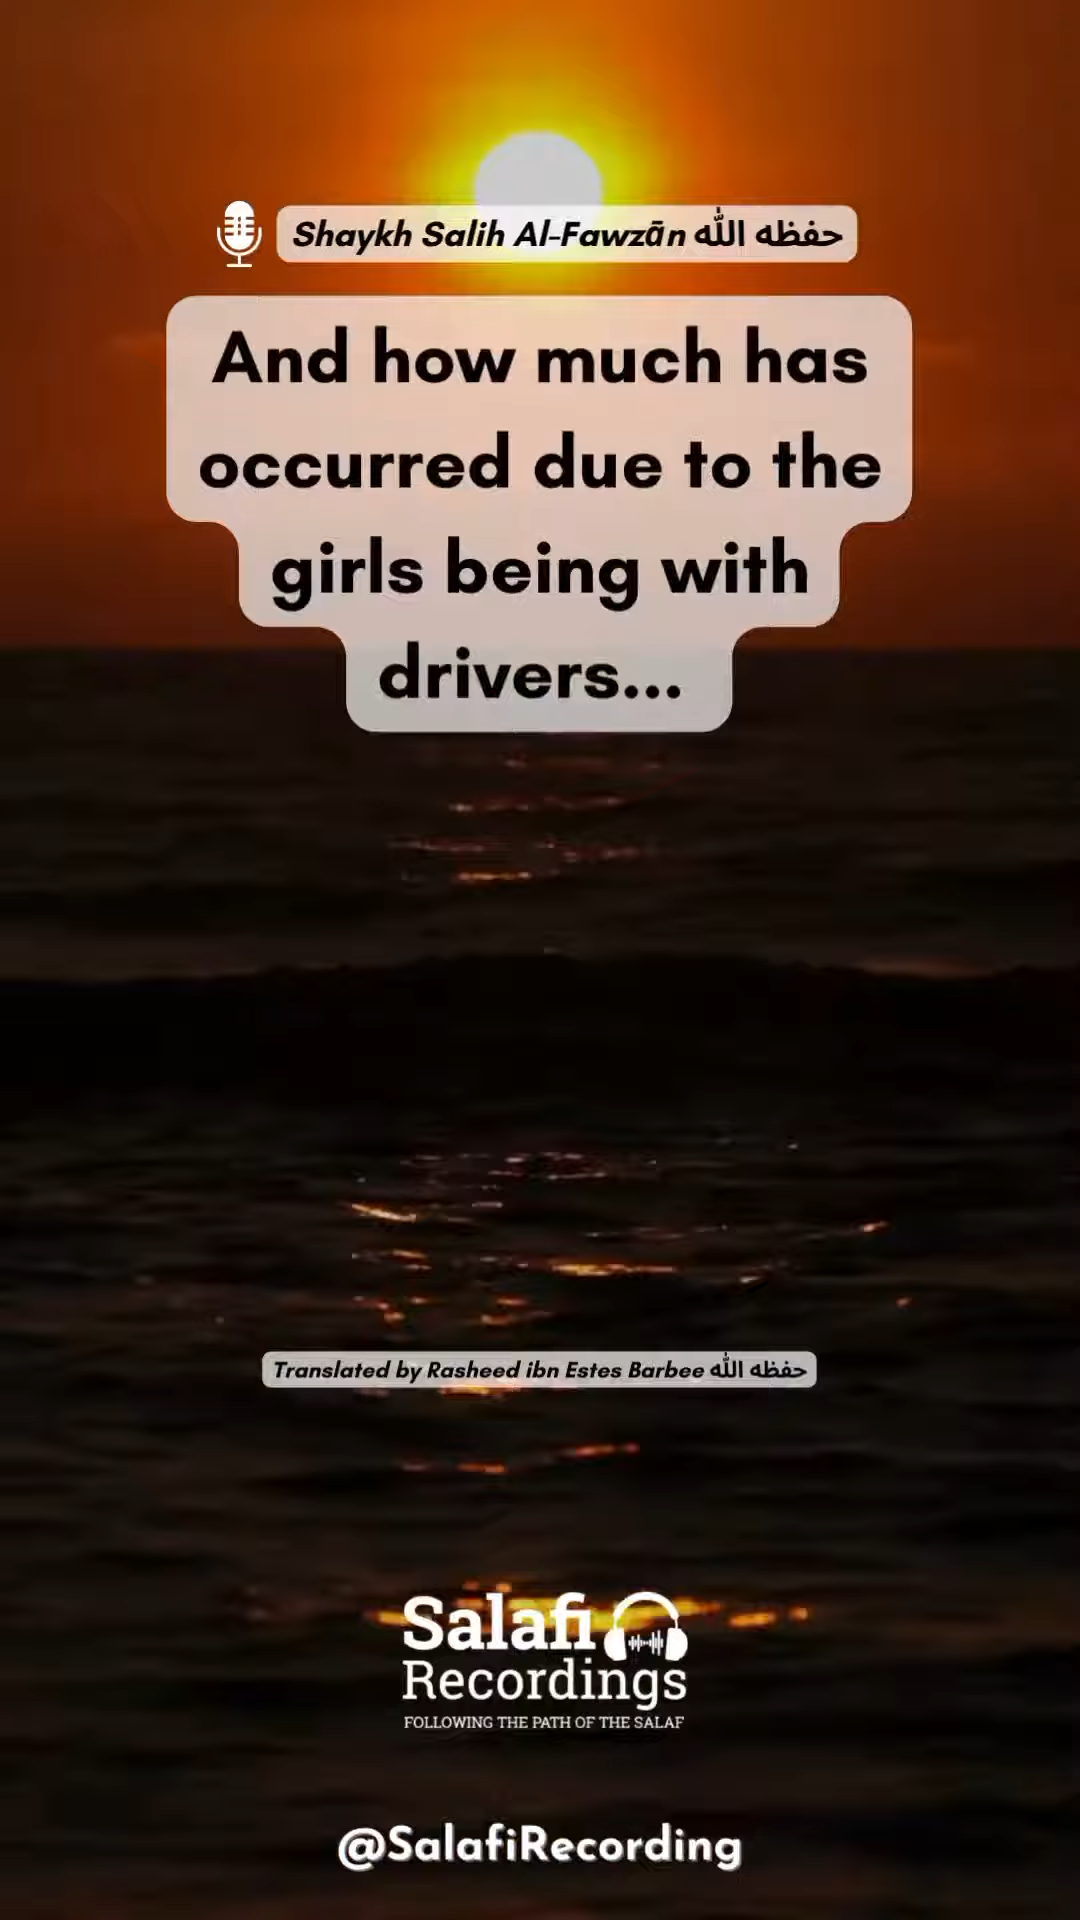 Shaykh Salih Al-Fawzān حفظه الله
And how much has
occurred due to the
girls being with
drivers...
Translated by Rasheed ibn Estes Barbee حفظه الله
Salafi
Recordings
FOLLOWING THE PATH OF THE SALAF
@SalafiRecording